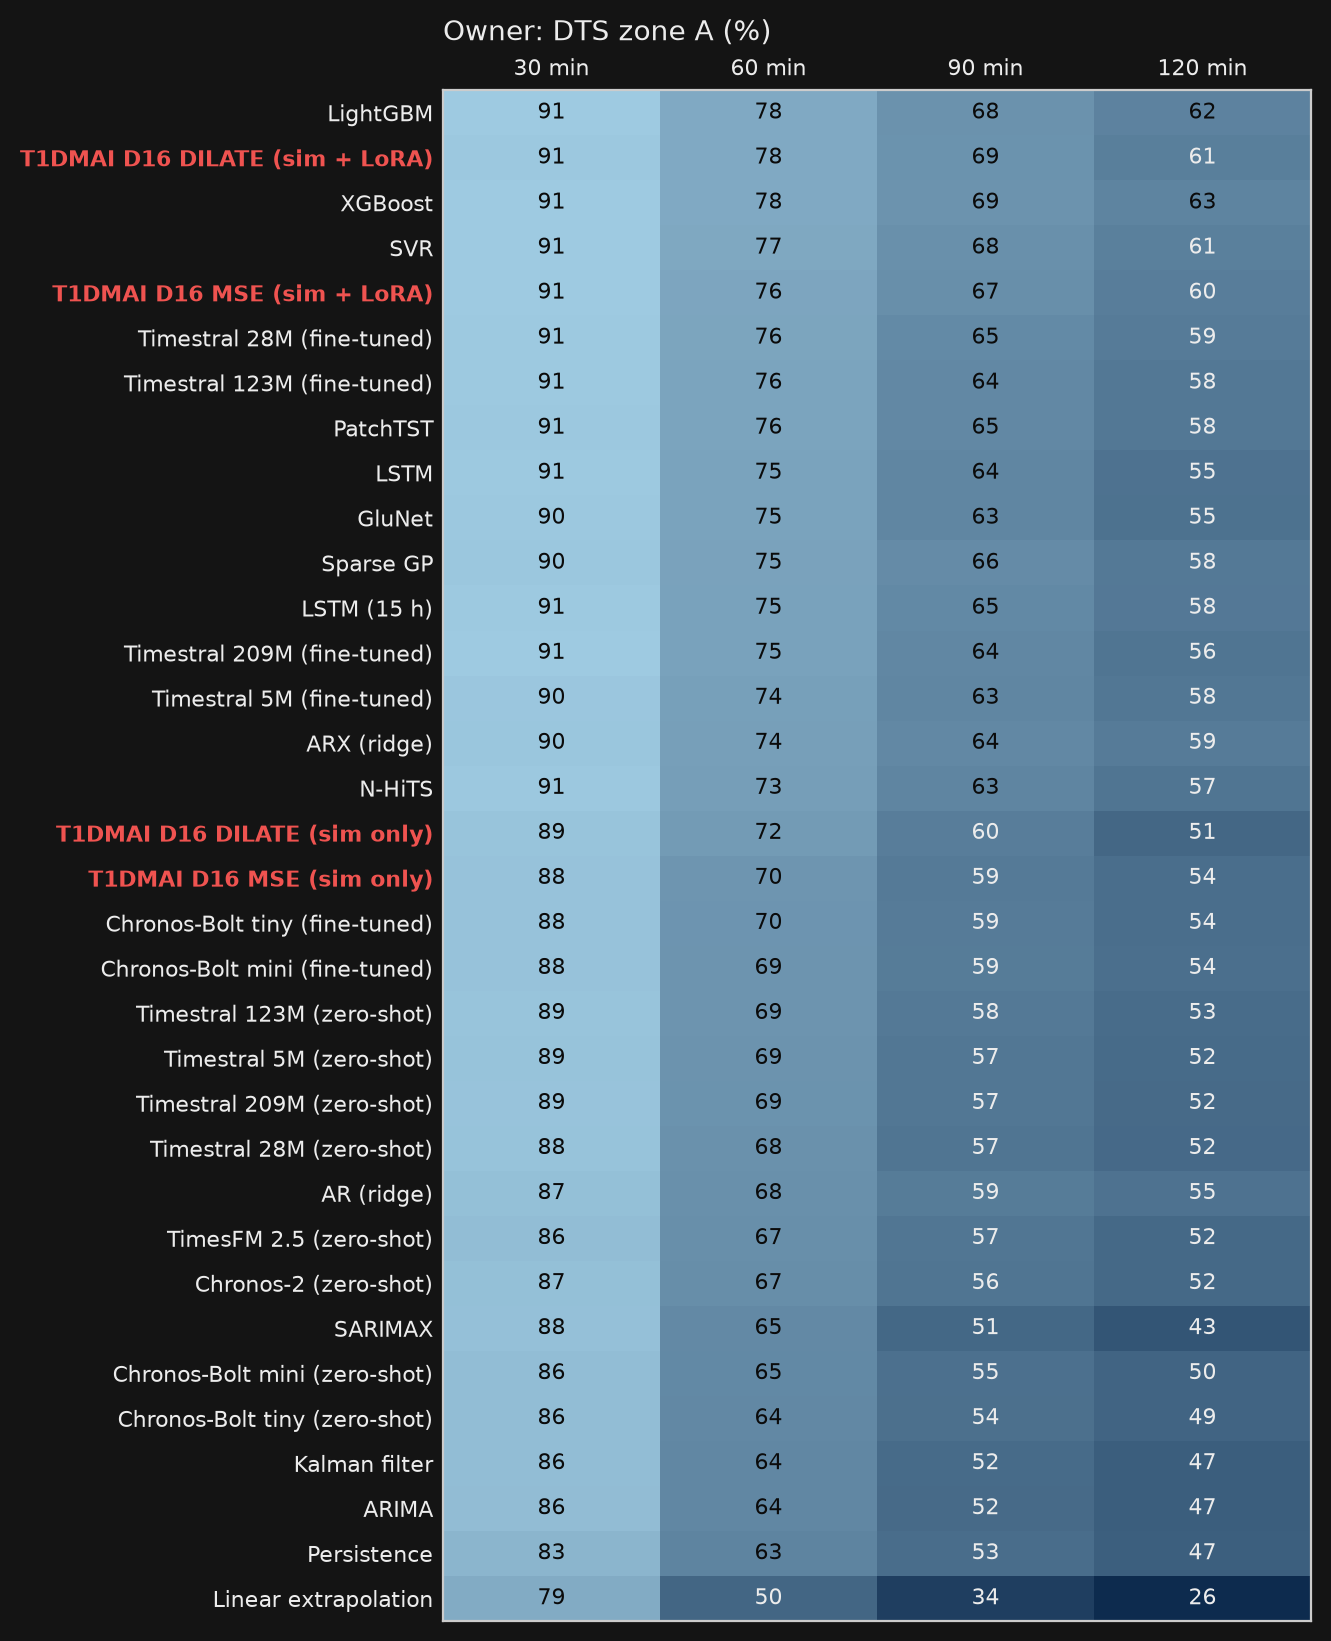 Owner: DTS zone A (%)
30 min 60 min 90 min 120 min
LightGBM 91 78 68 62
T1DMAI D16 DILATE (sim + LoRA) 91 78 69 61
XGBoost 91 78 69 63
SVR 91 77 68 61
T1DMAI D16 MSE (sim + LoRA) 91 76 67 60
Timestral 28M (fine-tuned) 91 76 65 59
Timestral 123M (fine-tuned) 91 76 64 58
PatchTST 91 76 65 58
LSTM 91 75 64 55
GluNet 90 75 63 55
Sparse GP 90 75 66 58
LSTM (15 h) 91 75 65 58
Timestral 209M (fine-tuned) 91 75 64 56
Timestral 5M (fine-tuned) 90 74 63 58
ARX (ridge) 90 74 64 59
N-HiTS 91 73 63 57
T1DMAI D16 DILATE (sim only) 89 72 60 51
T1DMAI D16 MSE (sim only) 88 70 59 54
Chronos-Bolt tiny (fine-tuned) 88 70 59 54
Chronos-Bolt mini (fine-tuned) 88 69 59 54
Timestral 123M (zero-shot) 89 69 58 53
Timestral 5M (zero-shot) 89 69 57 52
Timestral 209M (zero-shot) 89 69 57 52
Timestral 28M (zero-shot) 88 68 57 52
AR (ridge) 87 68 59 55
TimesFM 2.5 (zero-shot) 86 67 57 52
Chronos-2 (zero-shot) 87 67 56 52
SARIMAX 88 65 51 43
Chronos-Bolt mini (zero-shot) 86 65 55 50
Chronos-Bolt tiny (zero-shot) 86 64 54 49
Kalman filter 86 64 52 47
ARIMA 86 64 52 47
Persistence 83 63 53 47
Linear extrapolation 79 50 34 26